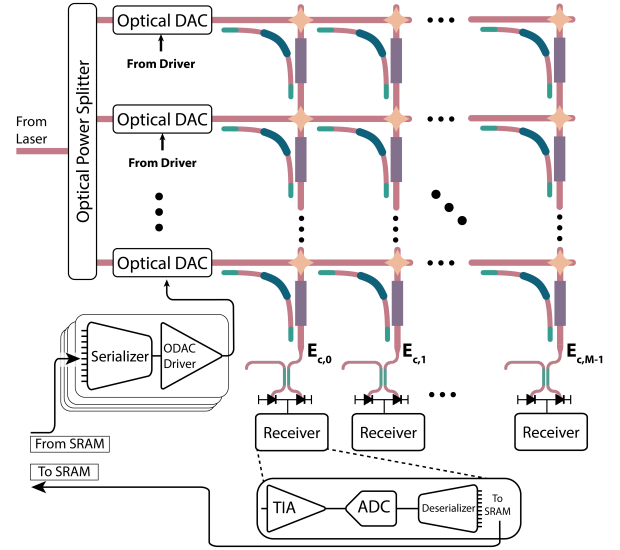 Optical DAC
From Driver
From
Laser
Optical Power Splitter
Optical DAC
From Driver
Optical DAC
Serializer
ODAC
Driver
E c,0
E c,1
E c,M-1
Receiver
Receiver
Receiver
From SRAM
To SRAM
TIA
ADC
Deserializer
To
SRAM